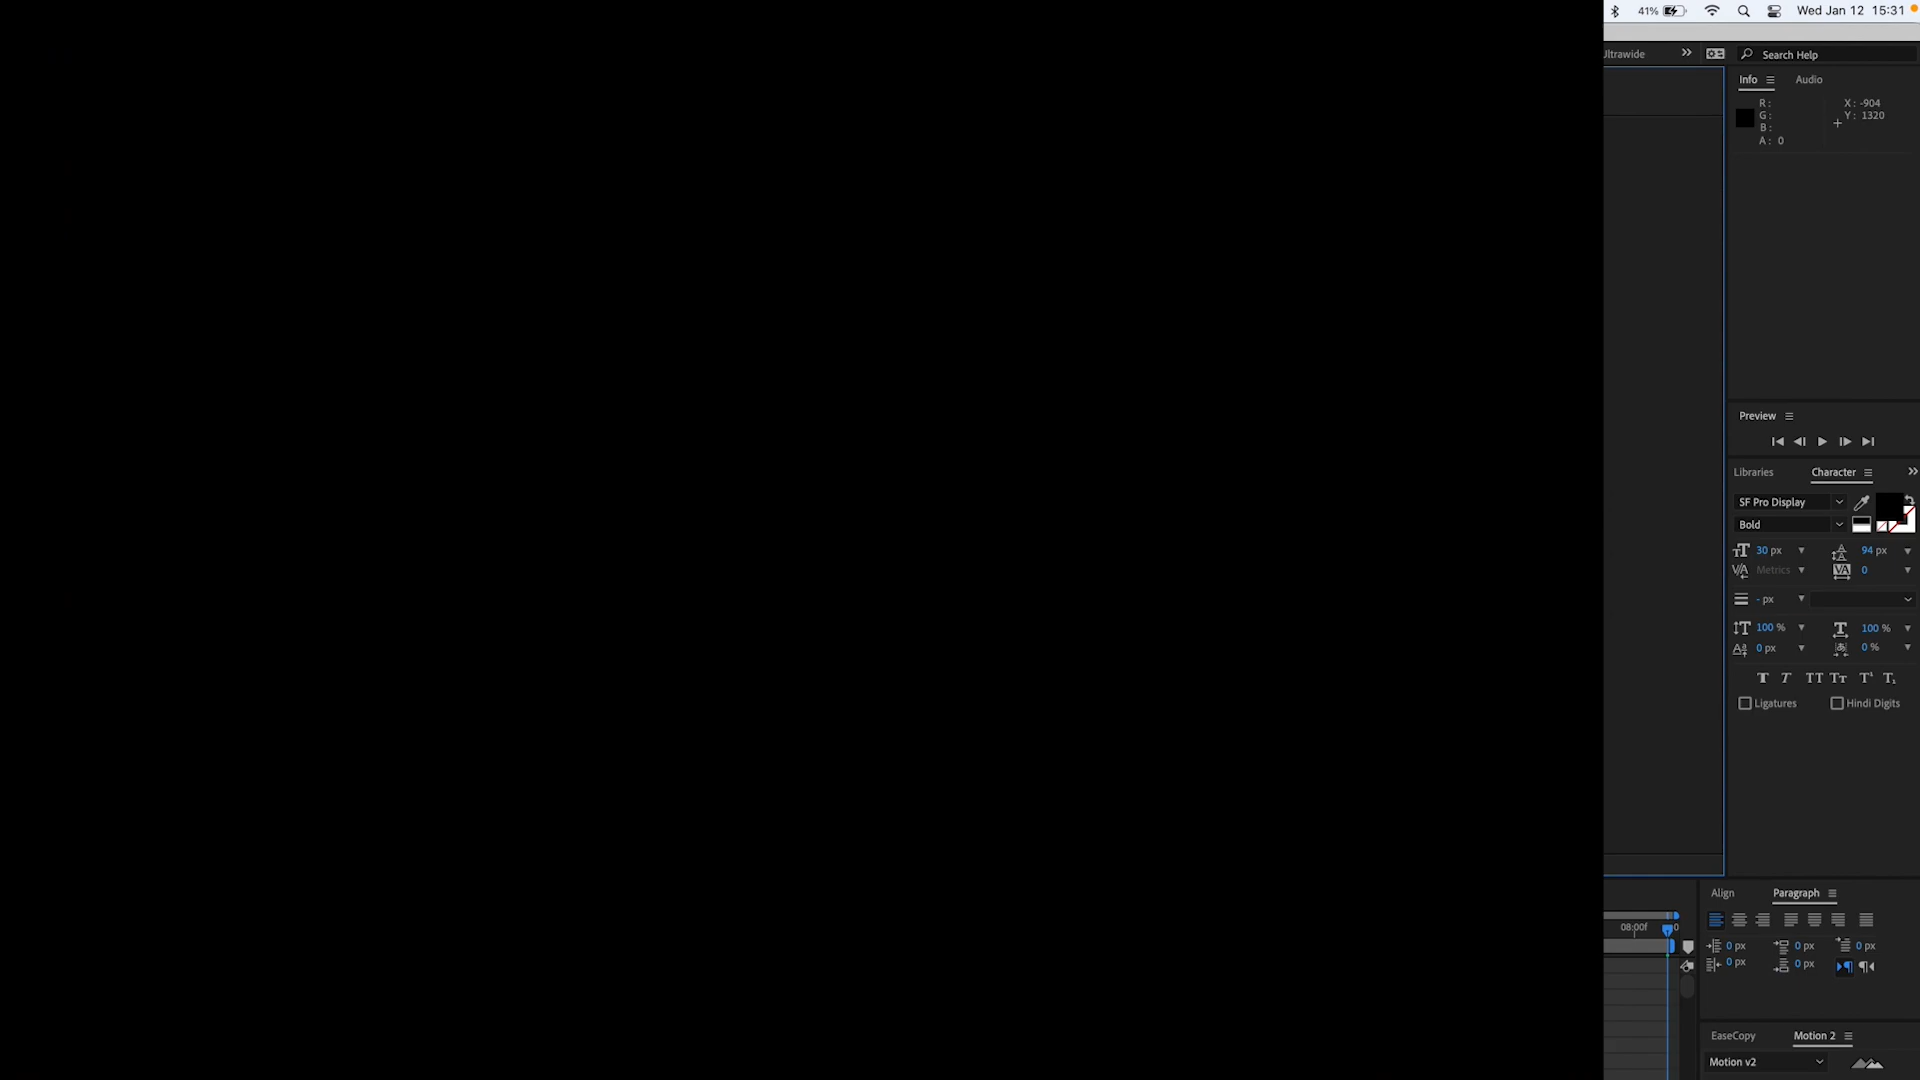 41% Wed Jan 12 15:31
Ultrawide Search Help
Info Audio
R:
G:
B:
A: 0
X: -904
Y: 1320
Preview
Libraries Character
SF Pro Display
Bold
30 px 94 px
Metrics 0
- px
100 % 100 %
0 px 0 %
Ligatures Hindi Digits
Align Paragraph
08:00f 0
0 px 0 px 0 px
0 px 0 px
EaseCopy Motion 2
Motion v2